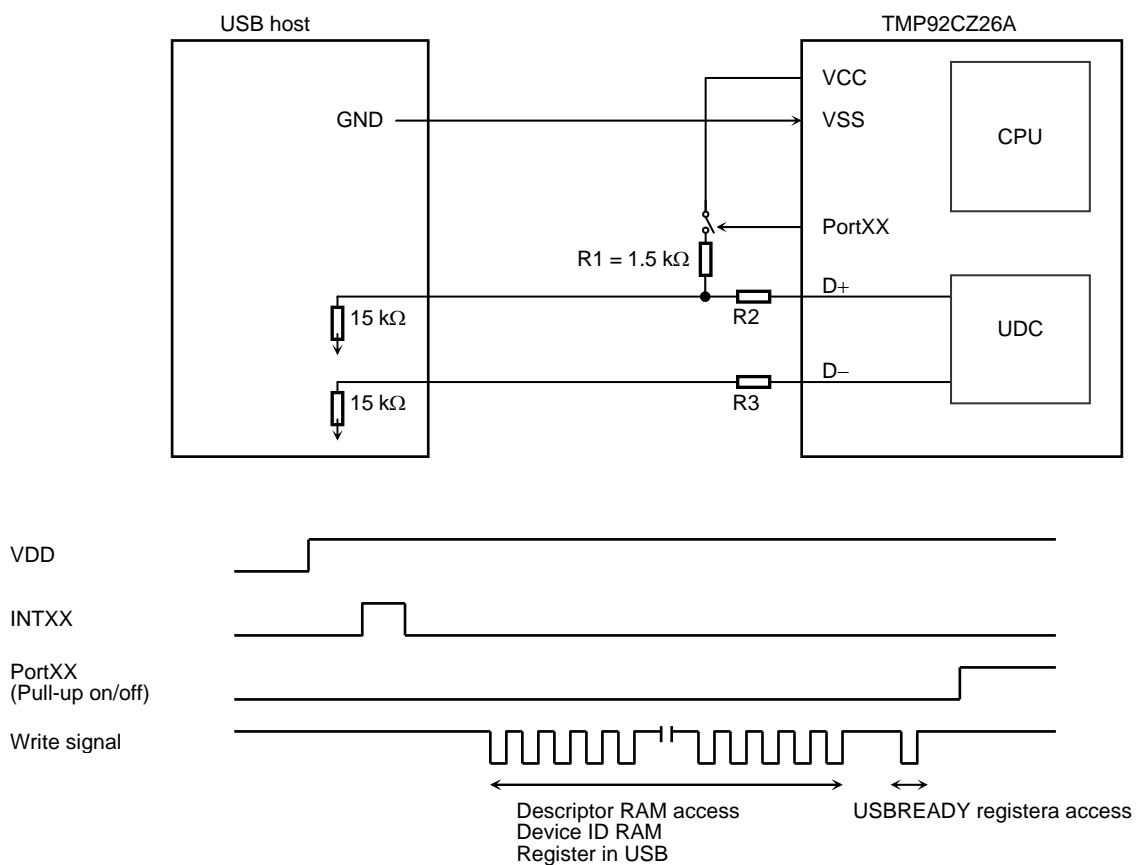 USB host
TMP92CZ26A
VCC
GND
VSS
CPU
PortXX
R1 = 1.5 kΩ
D+
15 kΩ
R2
UDC
D−
15 kΩ
R3
VDD
INTXX
PortXX
(Pull-up on/off)
Write signal
Descriptor RAM access
USBREADY registera access
Device ID RAM
Register in USB